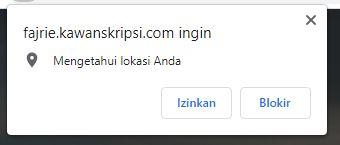 fajrie.kawanskripsi.com ingin
Mengetahui lokasi Anda
Izinkan
Blokir